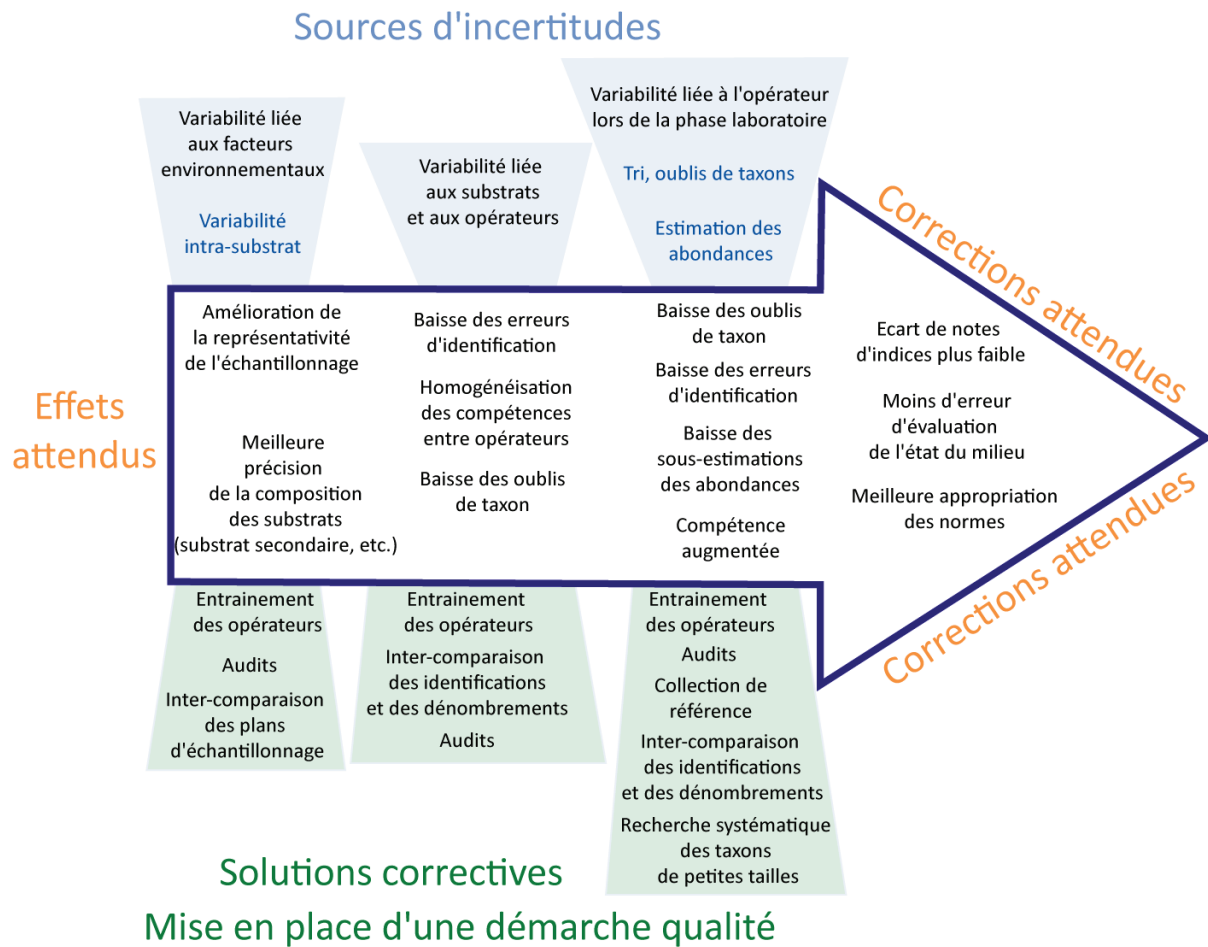 Sources d'incertitudes
Variabilité liée
aux facteurs
environnementaux
Variabilité
intra-substrat
Variabilité liée
aux substrats
et aux opérateurs
Variabilité liée à l'opérateur
lors de la phase laboratoire
Tri, oublis de taxons
Estimation des
abondances
Effets
attendus
Amélioration de
la représentativité
de l'échantillonnage
Meilleure
précision
de la composition
des substrats
(substrat secondaire, etc.)
Baisse des erreurs
d'identification
Homogénéisation
des compétences
entre opérateurs
Baisse des oublis
de taxon
Baisse des oublis
de taxon
Baisse des erreurs
d'identification
Baisse des
sous-estimations
des abondances
Compétence
augmentée
Ecart de notes
d'indices plus faible
Moins d'erreur
d'évaluation
de l'état du milieu
Meilleure appropriation
des normes
Corrections attendues
Corrections attendues
Entrainement
des opérateurs
Audits
Inter-comparaison
des plans
d'échantillonnage
Entrainement
des opérateurs
Inter-comparaison
des identifications
et des dénombrements
Audits
Entrainement
des opérateurs
Audits
Collection de
référence
Inter-comparaison
des identifications
et des dénombrements
Recherche systématique
des taxons
de petites tailles
Solutions correctives
Mise en place d'une démarche qualité